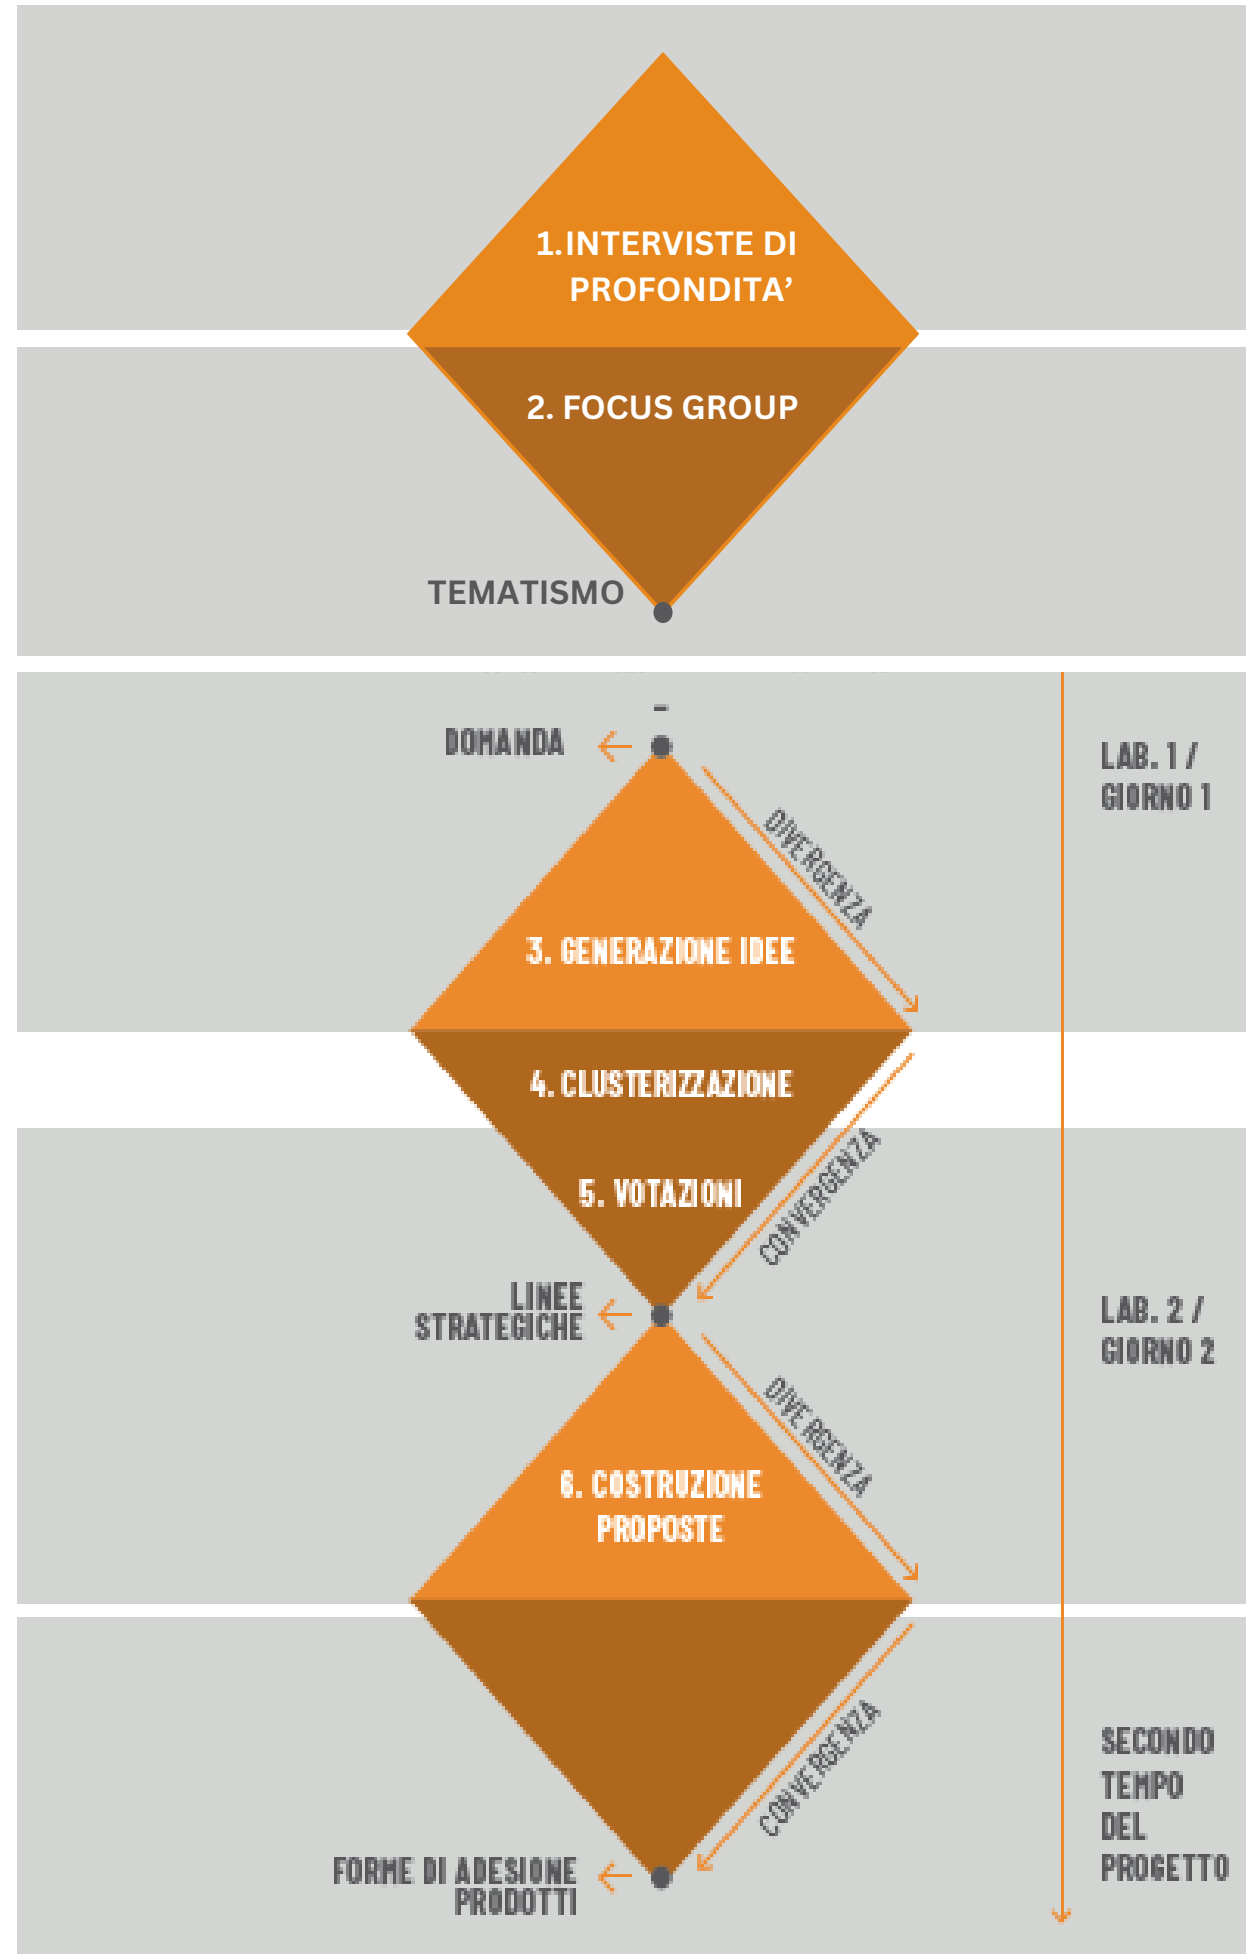 1.INTERVISTE DI
PROFONDITA’
2. FOCUS GROUP
TEMATISMO
DOMANDA
LAB. 1 /
GIORNO 1
DIVERGENZA
3. GENERAZIONE IDEE
4. CLUSTERIZZAZIONE
5. VOTAZIONI
CONVERGENZA
LINEE
STRATEGICHE
LAB. 2 /
GIORNO 2
DIVERGENZA
6. COSTRUZIONE
PROPOSTE
CONVERGENZA
SECONDO
TEMPO
DEL
PROGETTO
FORME DI ADESIONE
PRODOTTI